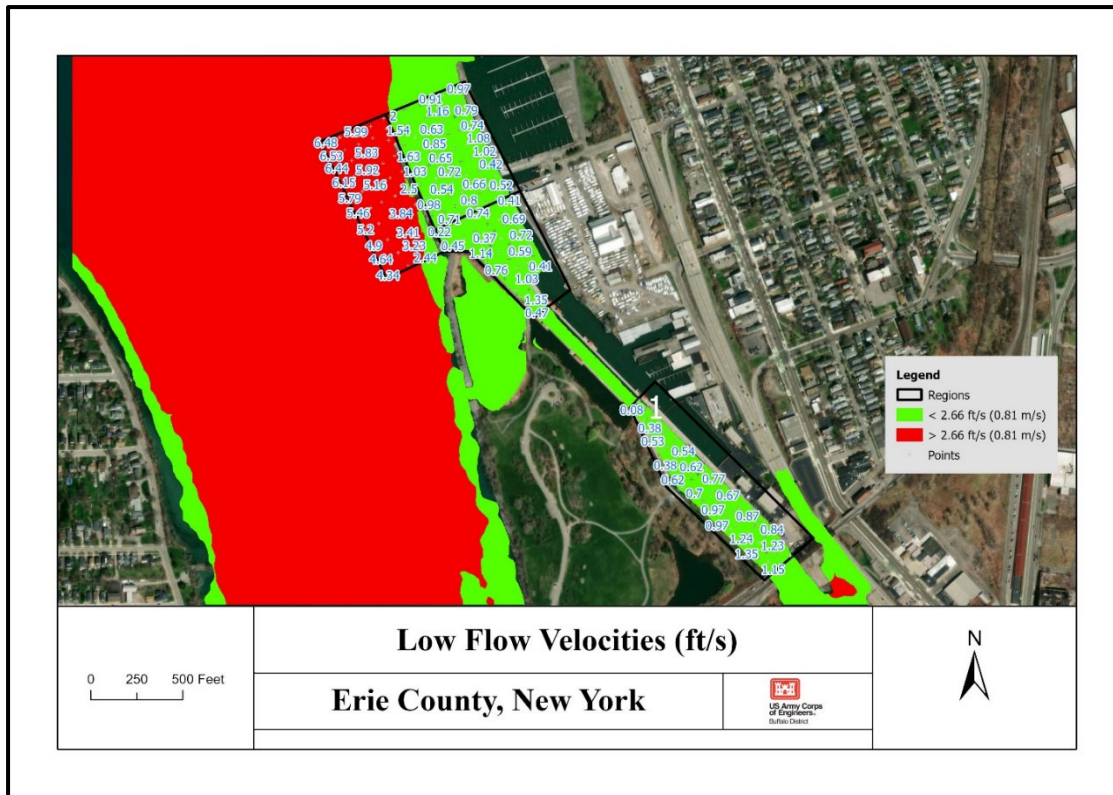 0.97
0.91
1.16 0.79
2
5.99 1.54 0.63 0.74
6.48 0.85 1.08
6.53 5.83 1.63 0.65 1.02
6.44 5.92 1.03 0.72 0.42
6.15 5.16 2.5 0.54 0.66 0.52
5.79 0.98 0.8 0.41
5.46 3.84 0.71 0.74 0.69
5.2 3.41 0.22 0.37 0.72
4.9 3.23 0.45 1.14 0.59
4.64 2.44 0.76 0.41
4.34 1.03
1.35
0.47
0.08 1
0.38
0.53 0.54
0.38 0.62
0.62 0.77
0.7 0.67
0.97 0.87
0.97 0.84
1.24 1.23
1.35
1.15
Legend
Regions
< 2.66 ft/s (0.81 m/s)
> 2.66 ft/s (0.81 m/s)
Points
0 250 500 Feet
Low Flow Velocities (ft/s)
Erie County, New York
US Army Corps
of Engineers®
Buffalo District
N